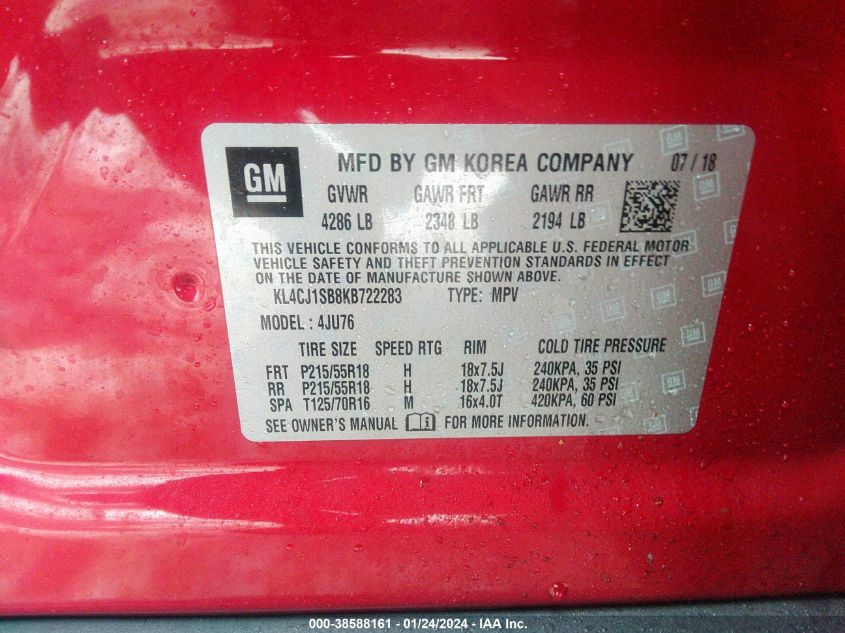 GM MFD BY GM KOREA COMPANY 07/18
GVWR GAWR FRT GAWR RR
4286 LB 2348 LB 2194 LB
THIS VEHICLE CONFORMS TO ALL APPLICABLE U.S. FEDERAL MOTOR
VEHICLE SAFETY AND THEFT PREVENTION STANDARDS IN EFFECT
ON THE DATE OF MANUFACTURE SHOWN ABOVE.
KL4CJ1SB8KB722283 TYPE: MPV
MODEL: 4JU76
TIRE SIZE SPEED RTG RIM COLD TIRE PRESSURE
FRT P215/55R18 H 18x7.5J 240KPA, 35 PSI
RR P215/55R18 H 18x7.5J 240KPA, 35 PSI
SPA T125/70R16 M 16x4.0T 420KPA, 60 PSI
SEE OWNER'S MANUAL FOR MORE INFORMATION.
000-38588161 - 01/24/2024 - IAA Inc.